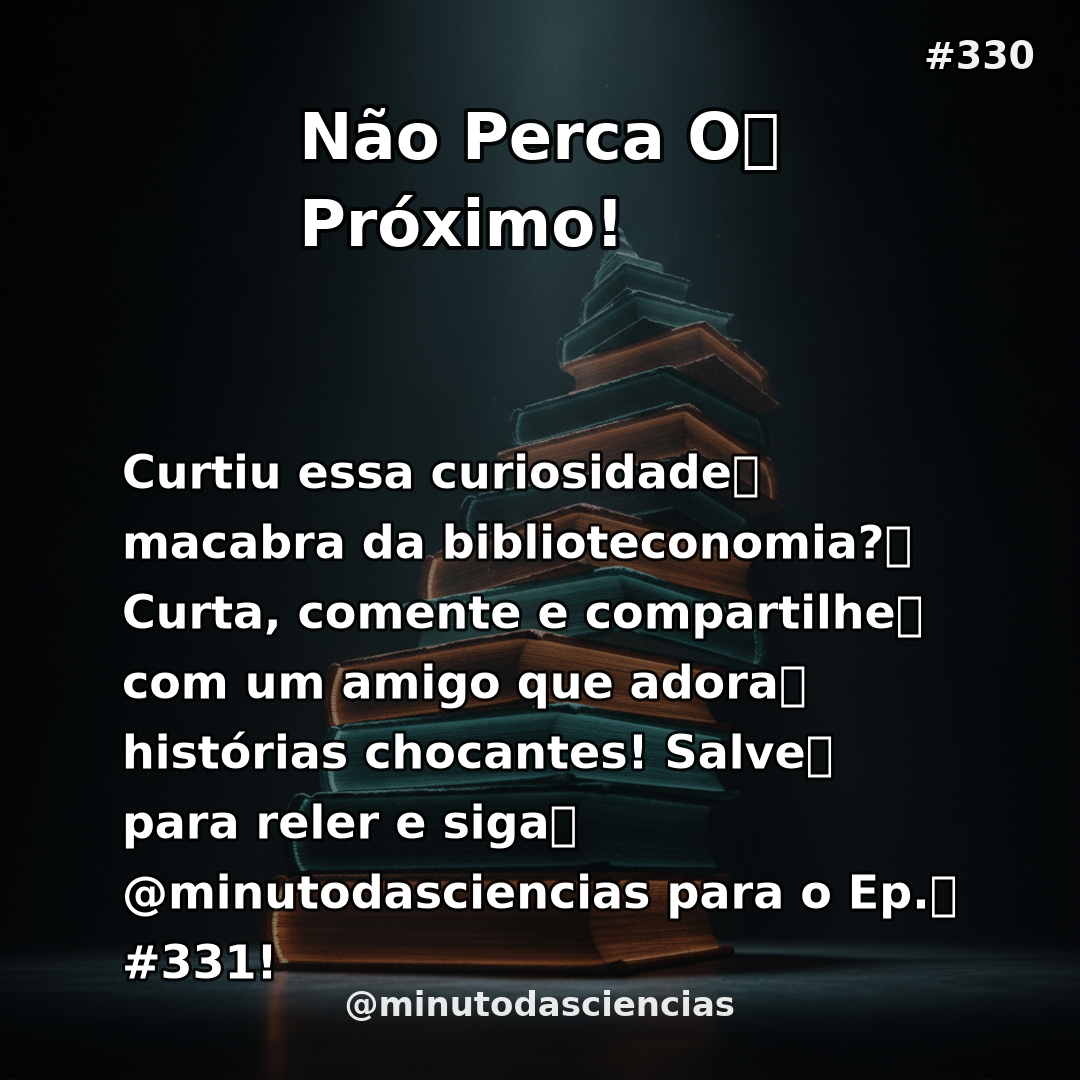 #330
Não Perca O▯
Próximo!
Curtiu essa curiosidade▯
macabra da biblioteconomia?▯
Curta, comente e compartilhe▯
com um amigo que adora▯
histórias chocantes! Salve▯
para reler e siga▯
@minutodasciencias para o Ep.▯
#331!
@minutodasciencias